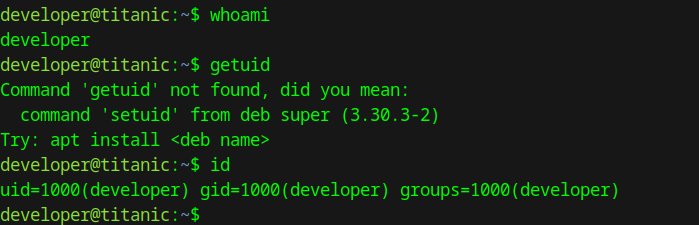 developer@titanic:~$ whoami
developer
developer@titanic:~$ getuid
Command 'getuid' not found, did you mean:
  command 'setuid' from deb super (3.30.3-2)
Try: apt install <deb name>
developer@titanic:~$ id
uid=1000(developer) gid=1000(developer) groups=1000(developer)
developer@titanic:~$